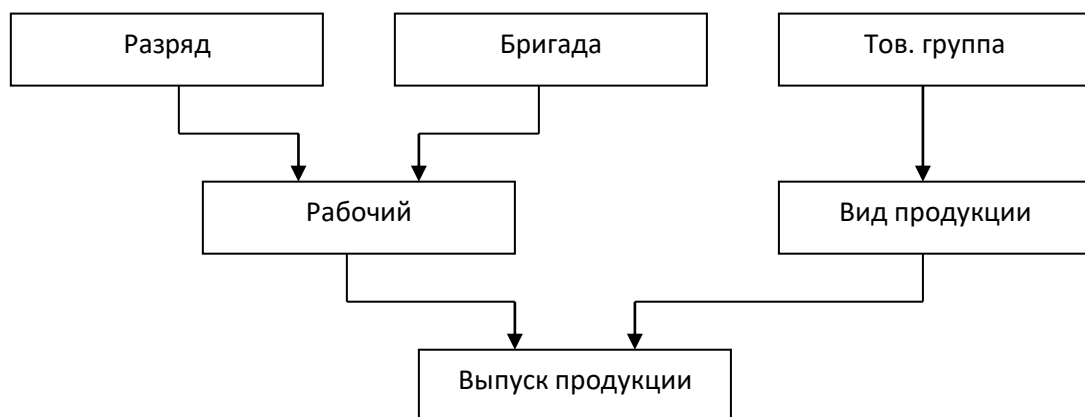 Разряд
Бригада
Тов. группа
Рабочий
Вид продукции
Выпуск продукции